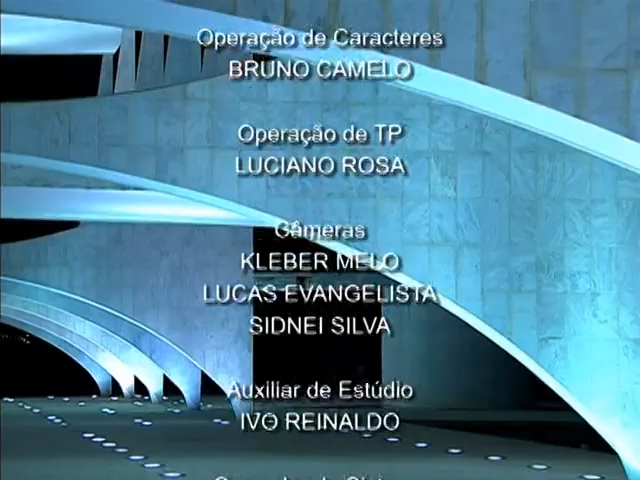 Operação de Caracteres
BRUNO CAMELO
Operação de TP
LUCIANO ROSA
Câmeras
KLEBER MELO
LUCAS EVANGELISTA
SIDNEI SILVA
Auxiliar de Estúdio
IVO REINALDO